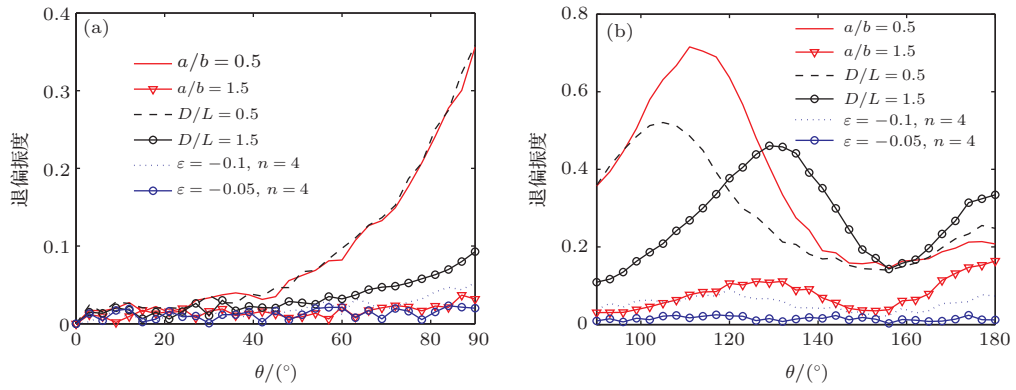 (a)
0.4
0.3
0.2
0.1
0
退偏振度
a/b = 0.5
a/b = 1.5
D/L = 0.5
D/L = 1.5
ε = −0.1, n = 4
ε = −0.05, n = 4
0 20 40 60 80 90
θ/(°)
(b)
0.8
0.6
0.4
0.2
0
退偏振度
a/b = 0.5
a/b = 1.5
D/L = 0.5
D/L = 1.5
ε = −0.1, n = 4
ε = −0.05, n = 4
100 120 140 160 180
θ/(°)